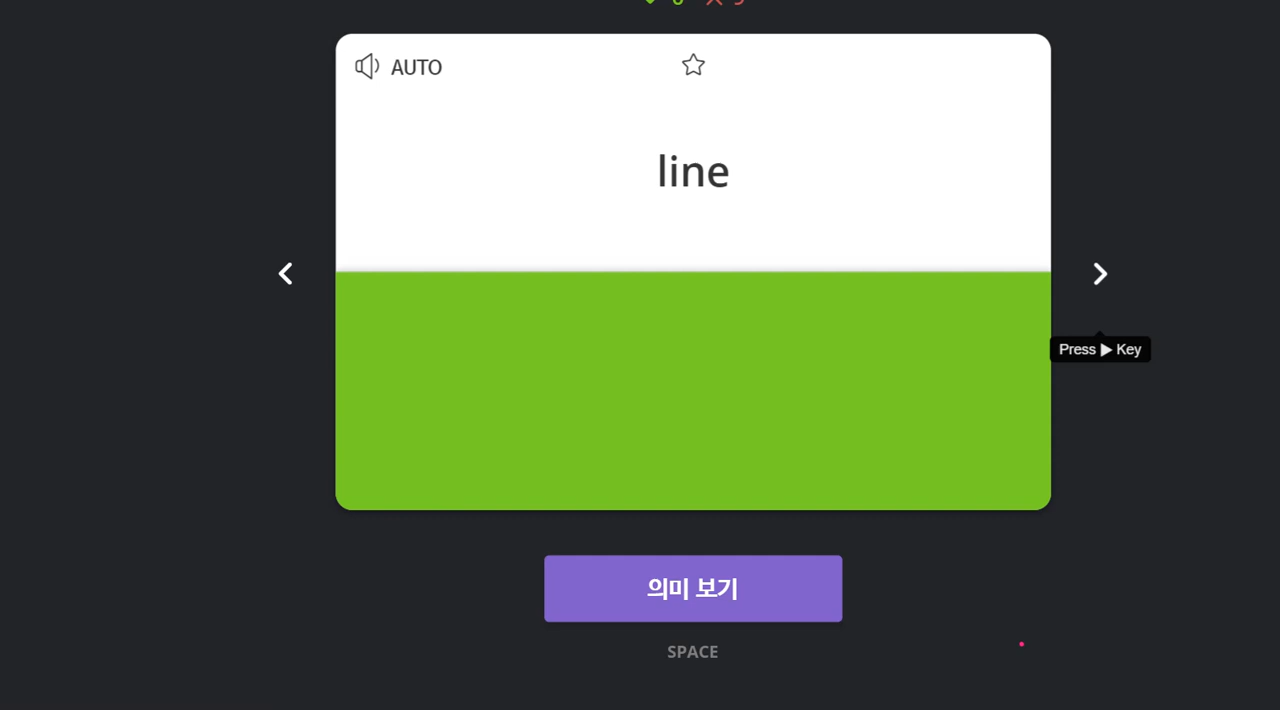 AUTO
line
Press ▶ Key
의미 보기
SPACE